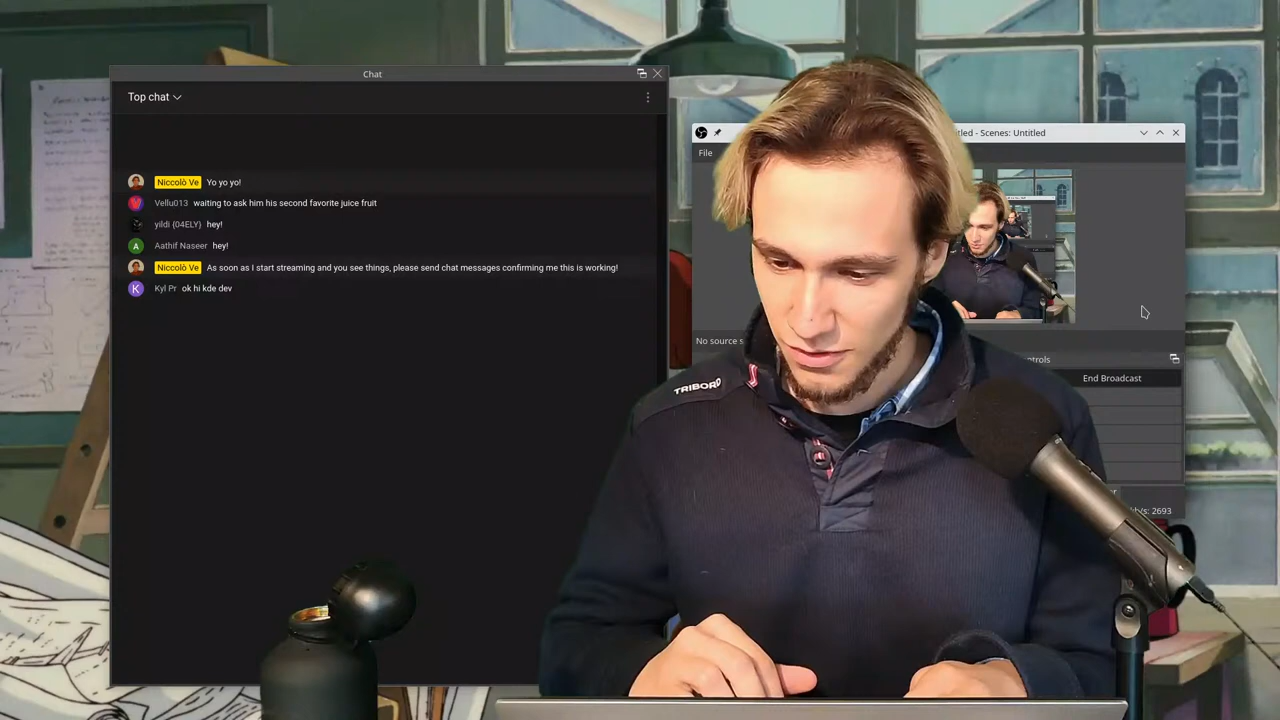 Chat
Top chat
Niccolò Ve Yo yo yo!
Vellu013 waiting to ask him his second favorite juice fruit
yildi (04ELY) hey!
A Aathif Naseer hey!
Niccolò Ve As soon as I start streaming and you see things, please send chat messages confirming me this is working!
K Kyl Pr ok hi kde dev
tled - Scenes: Untitled
File
No source s
ntrols
End Broadcast
kb/s: 2693
TRIBORD